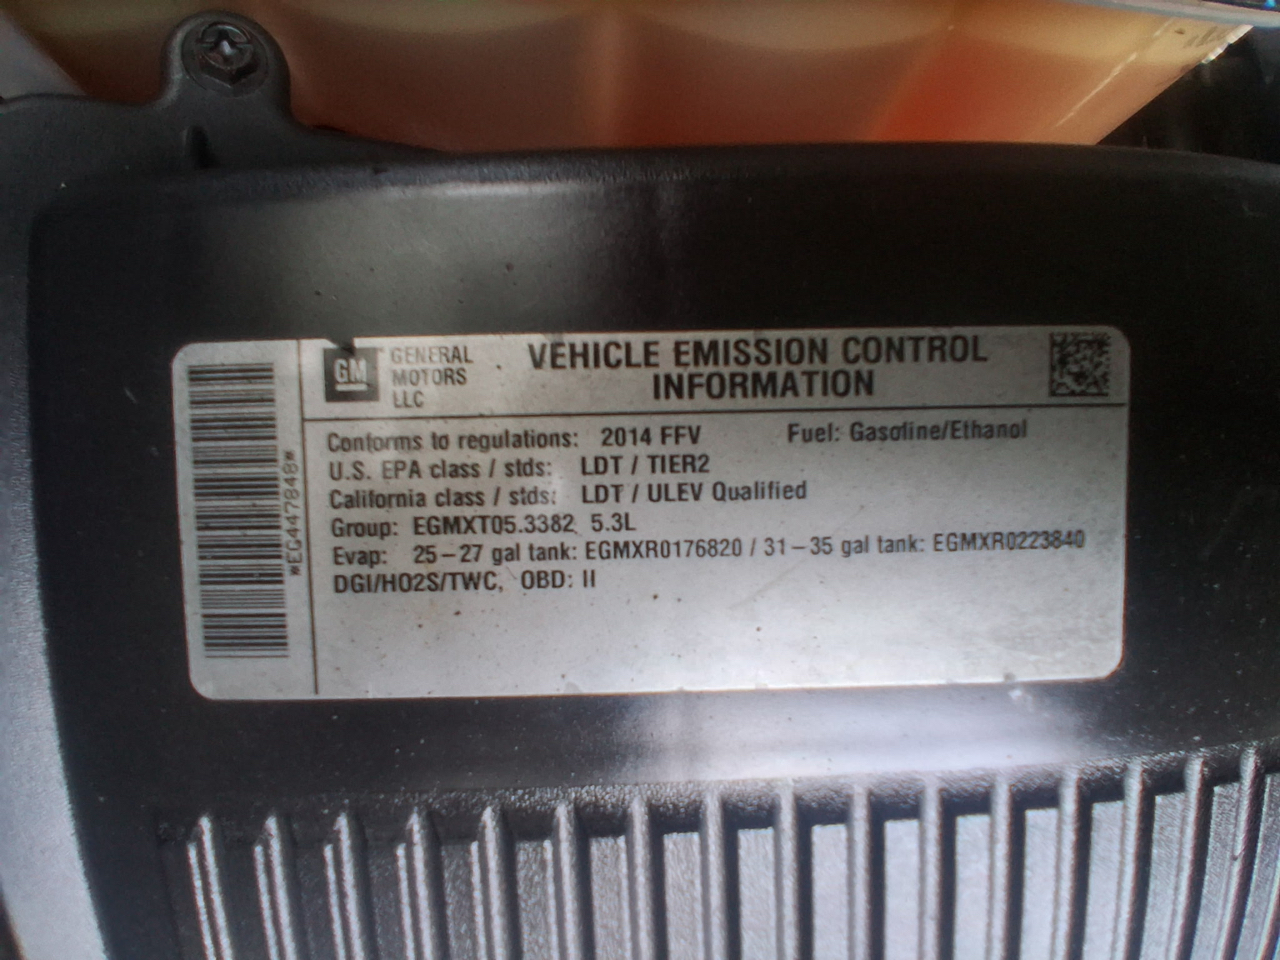 *EG447848*
GM
GENERAL
MOTORS
LLC
VEHICLE EMISSION CONTROL
INFORMATION
Conforms to regulations: 2014 FFV Fuel: Gasoline/Ethanol
U.S. EPA class / stds: LDT / TIER2
California class / stds: LDT / ULEV Qualified
Group: EGMXT05.3382 5.3L
Evap: 25-27 gal tank: EGMXR0176820 / 31-35 gal tank: EGMXR0223840
DGI/HO2S/TWC, OBD: II